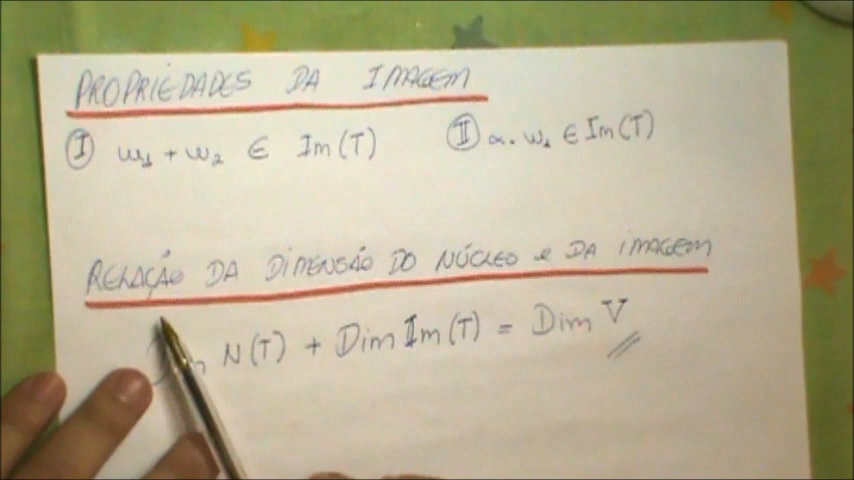 PROPRIEDADES DA IMAGEM
I w1 + w2 ∈ Im(T) II α. w1 ∈ Im(T)
RELAÇÃO DA DIMENSÃO DO NÚCLEO e DA IMAGEM
N(T) + Dim Im(T) = Dim V